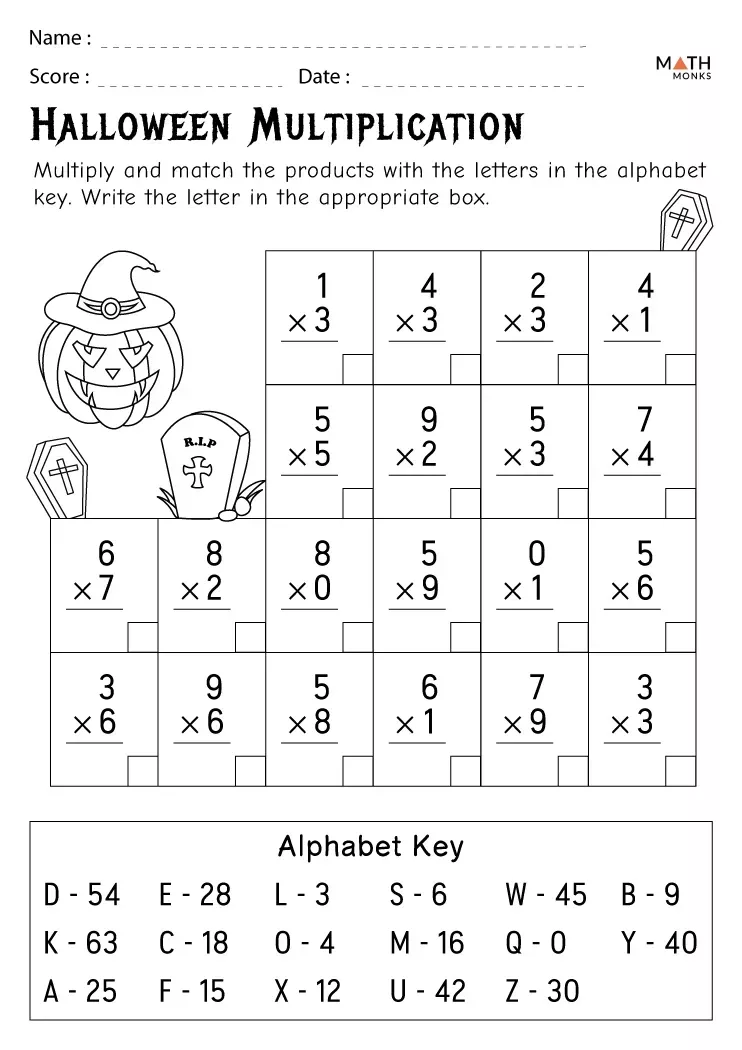 Name :
MATH
MONKS
Score : Date :
HALLOWEEN MULTIPLICATION
Multiply and match the products with the letters in the alphabet
key. Write the letter in the appropriate box.
1 4 2 4
×3 ×3 ×3 ×1
5 9 5 7
×5 ×2 ×3 ×4
R.I.P
6 8 8 5 0 5
×7 ×2 ×0 ×9 ×1 ×6
3 9 5 6 7 3
×6 ×6 ×8 ×1 ×9 ×3
Alphabet Key
D - 54 E - 28 L - 3 S - 6 W - 45 B - 9
K - 63 C - 18 O - 4 M - 16 Q - 0 Y - 40
A - 25 F - 15 X - 12 U - 42 Z - 30